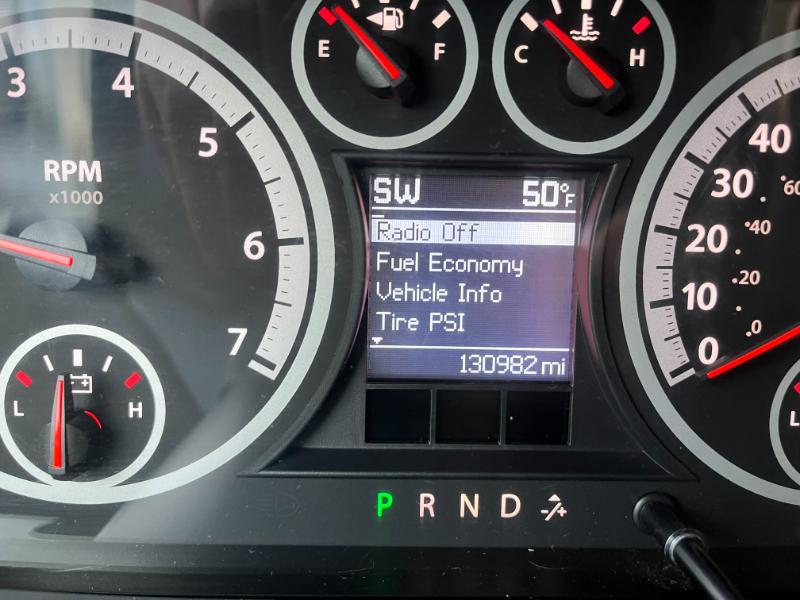 E F
C H
3 4 5 6 7
RPM
x1000
L H
SW 50°F
Radio Off
Fuel Economy
Vehicle Info
Tire PSI
130982 mi
40 30 20 10 0
60 40 20 0
L
P R N D